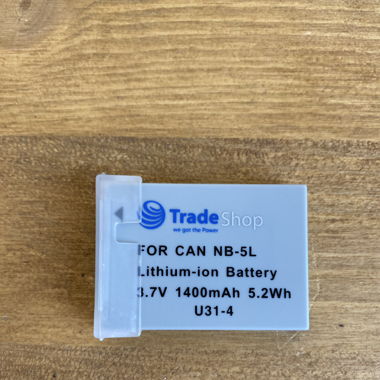 TradeShop
we got the Power
FOR CAN NB-5L
Lithium-ion Battery
3.7V 1400mAh 5.2Wh
U31-4